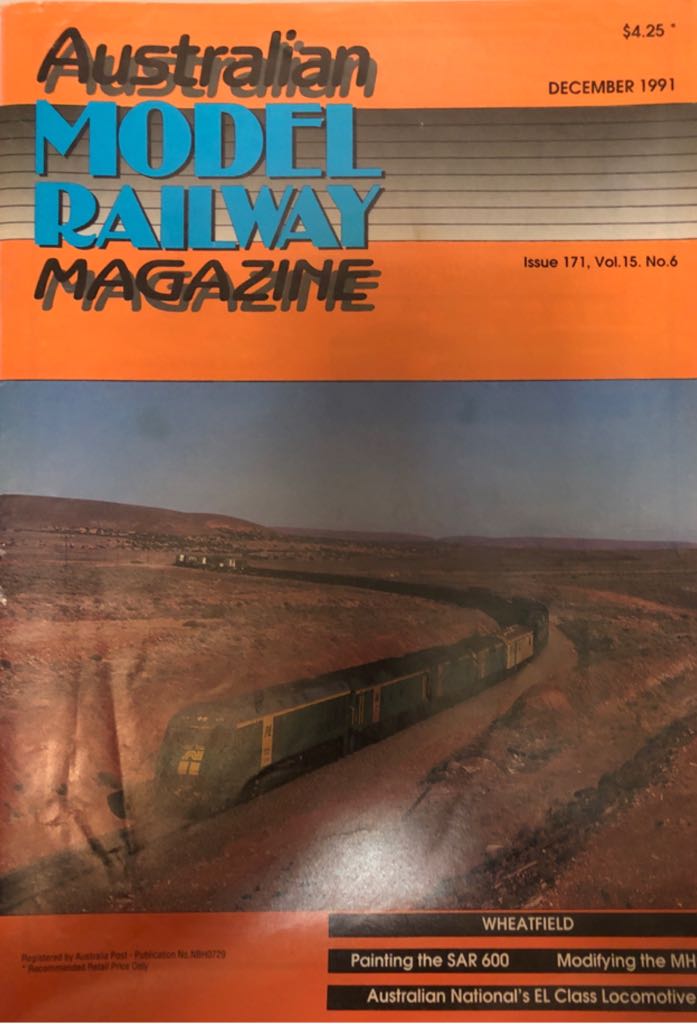 $4.25 *
Australian
DECEMBER 1991
MODEL
RAILWAY
Issue 171, Vol.15. No.6
MAGAZINE
AN
WHEATFIELD
Registered by Australia Post - Publication No.NBH0729
* Recommended Retail Price Only
Painting the SAR 600 Modifying the MH
Australian National's EL Class Locomotive